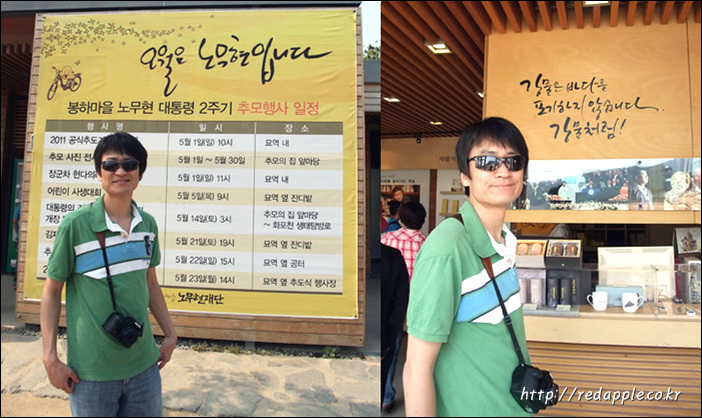 오월은 노무현입니다
봉하마을 노무현 대통령 2주기 추모행사 일정
행 사 명 일 시 장 소
2011 공식추도 5월 1일(일) 10시 묘역 내
추모 사진 전시 5월 1일 ~ 5월 30일 추모의 집 앞마당
장군차 헌다의 5월 1일(일) 11시 묘역 내
어린이 사생대회 5월 5일(목) 9시 묘역 옆 잔디밭
대통령의
개장 5월 14일(토) 3시 추모의 집 앞마당
~ 화포천 생태탐방로
5월 21일(토) 19시 묘역 옆 잔디밭
5월 22일(일) 15시 묘역 옆 공터
5월 23일(월) 14시 묘역 옆 추도식 행사장
노무현재단
강물은 바다를
포기하지 않습니다.
강물처럼!
http://redapple.co.kr